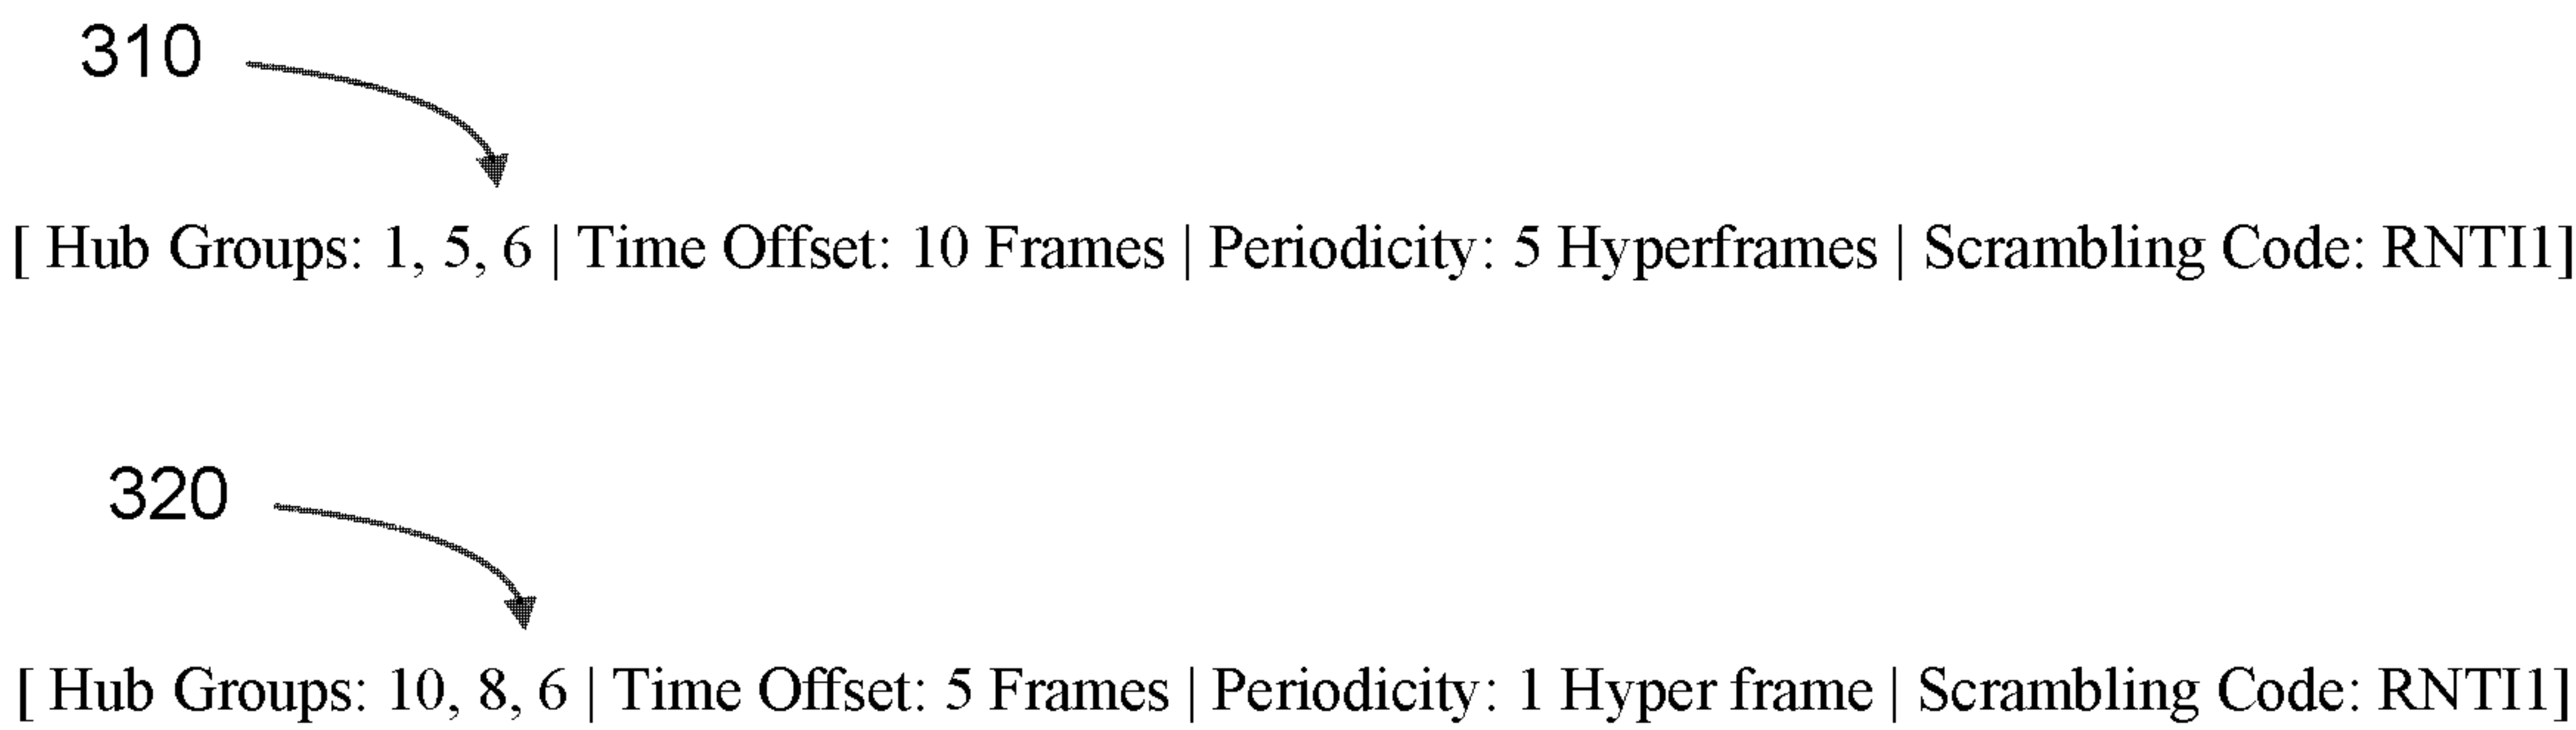 310
[ Hub Groups: 1, 5, 6 | Time Offset: 10 Frames | Periodicity: 5 Hyperframes | Scrambling Code: RNTI1]
320
[ Hub Groups: 10, 8, 6 | Time Offset: 5 Frames | Periodicity: 1 Hyper frame | Scrambling Code: RNTI1]